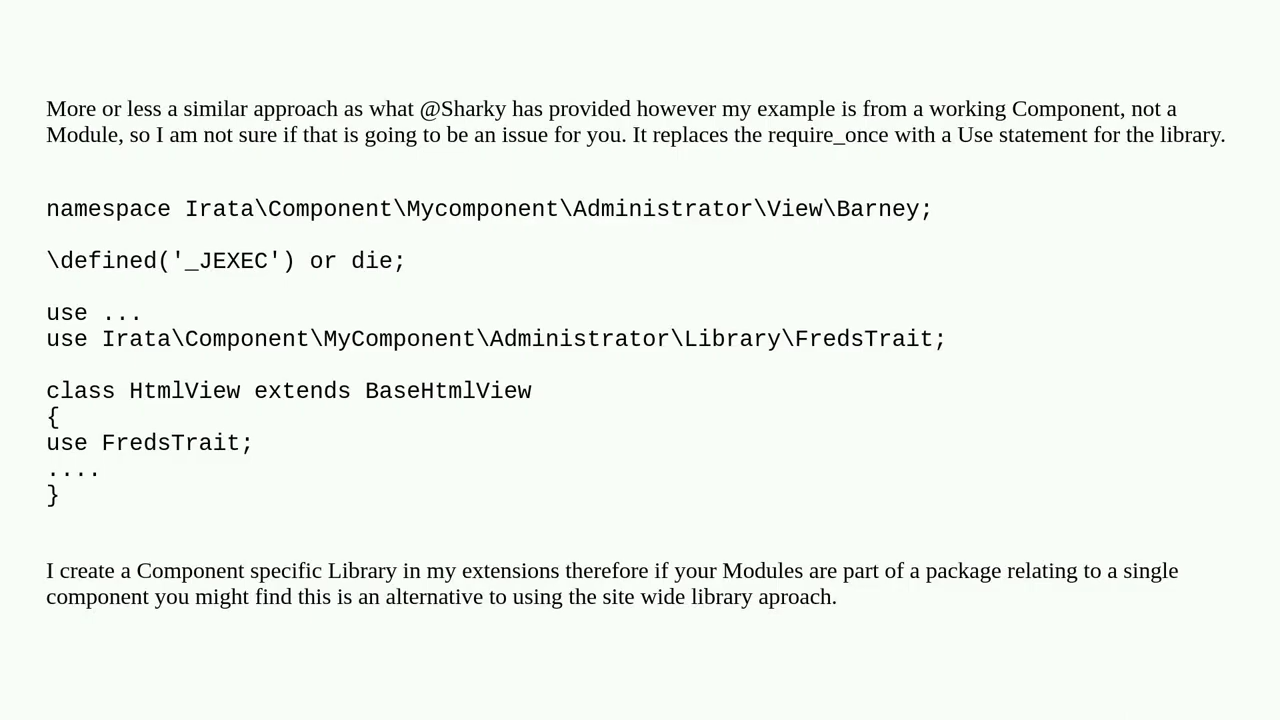 More or less a similar approach as what @Sharky has provided however my example is from a working Component, not a
Module, so I am not sure if that is going to be an issue for you. It replaces the require_once with a Use statement for the library.
namespace Irata\Component\Mycomponent\Administrator\View\Barney;
\defined('_JEXEC') or die;
use ...
use Irata\Component\MyComponent\Administrator\Library\FredsTrait;
class HtmlView extends BaseHtmlView
{
use FredsTrait;
....
}
I create a Component specific Library in my extensions therefore if your Modules are part of a package relating to a single
component you might find this is an alternative to using the site wide library aproach.